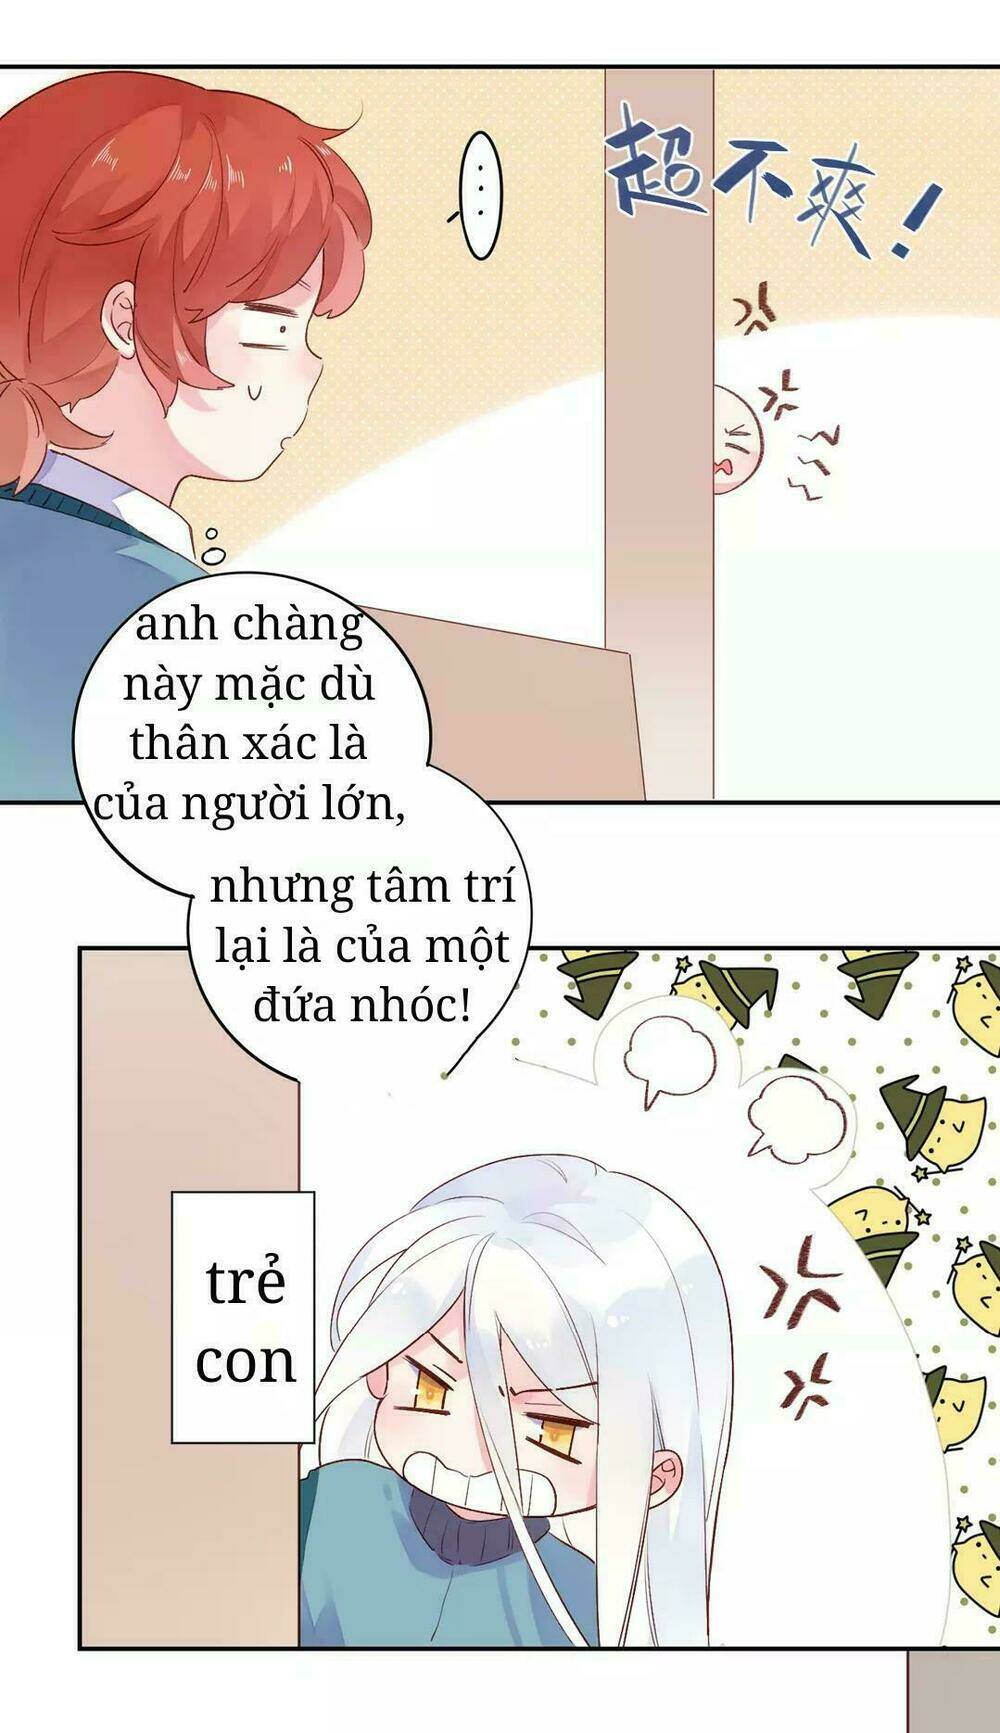 ......
超不爽！
anh chàng
này mặc dù
thân xác là
của người lớn,
nhưng tâm trí
lại là của một
đứa nhóc!
trẻ
con